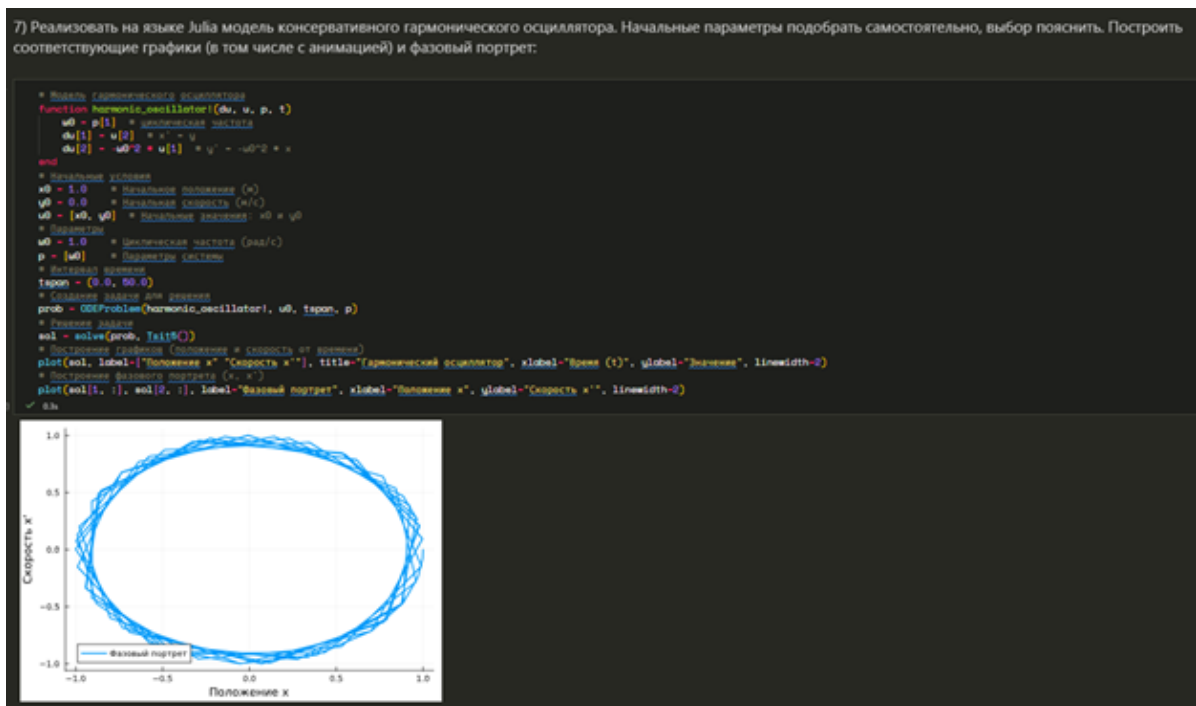 7) Реализовать на языке Julia модель консервативного гармонического осциллятора. Начальные параметры подобрать самостоятельно, выбор пояснить. Построить
соответствующие графики (в том числе с анимацией) и фазовый портрет:
# Модель гармонического осциллятора
function harmonic_oscillator!(du, u, p, t)
ω0 = p[1] # циклическая частота
du[1] = u[2] # x' = y
du[2] = -ω0^2 * u[1] # y' = -ω0^2 * x
end
# Начальные условия
x0 = 1.0 # Начальное положение (м)
y0 = 0.0 # Начальная скорость (м/с)
u0 = [x0, y0] # Начальные значения: x0 и y0
# Параметры
ω0 = 1.0 # Циклическая частота (рад/с)
p = [ω0] # Параметры системы
# Интервал времени
tspan = (0.0, 50.0)
# Создание задачи для решения
prob = ODEProblem(harmonic_oscillator!, u0, tspan, p)
# Решение задачи
sol = solve(prob, Tsit5())
# Построение графиков (положение и скорость от времени)
plot(sol, label=["Положение x" "Скорость x'"], title="Гармонический осциллятор", xlabel="Время (t)", ylabel="Значение", linewidth=2)
# Построение фазового портрета (x, x')
plot(sol[1, :], sol[2, :], label="Фазовый портрет", xlabel="Положение x", ylabel="Скорость x'", linewidth=2)
1.0
0.5
0.0
−0.5
−1.0
Скорость x'
Фазовый портрет
−1.0 −0.5 0.0 0.5 1.0
Положение x